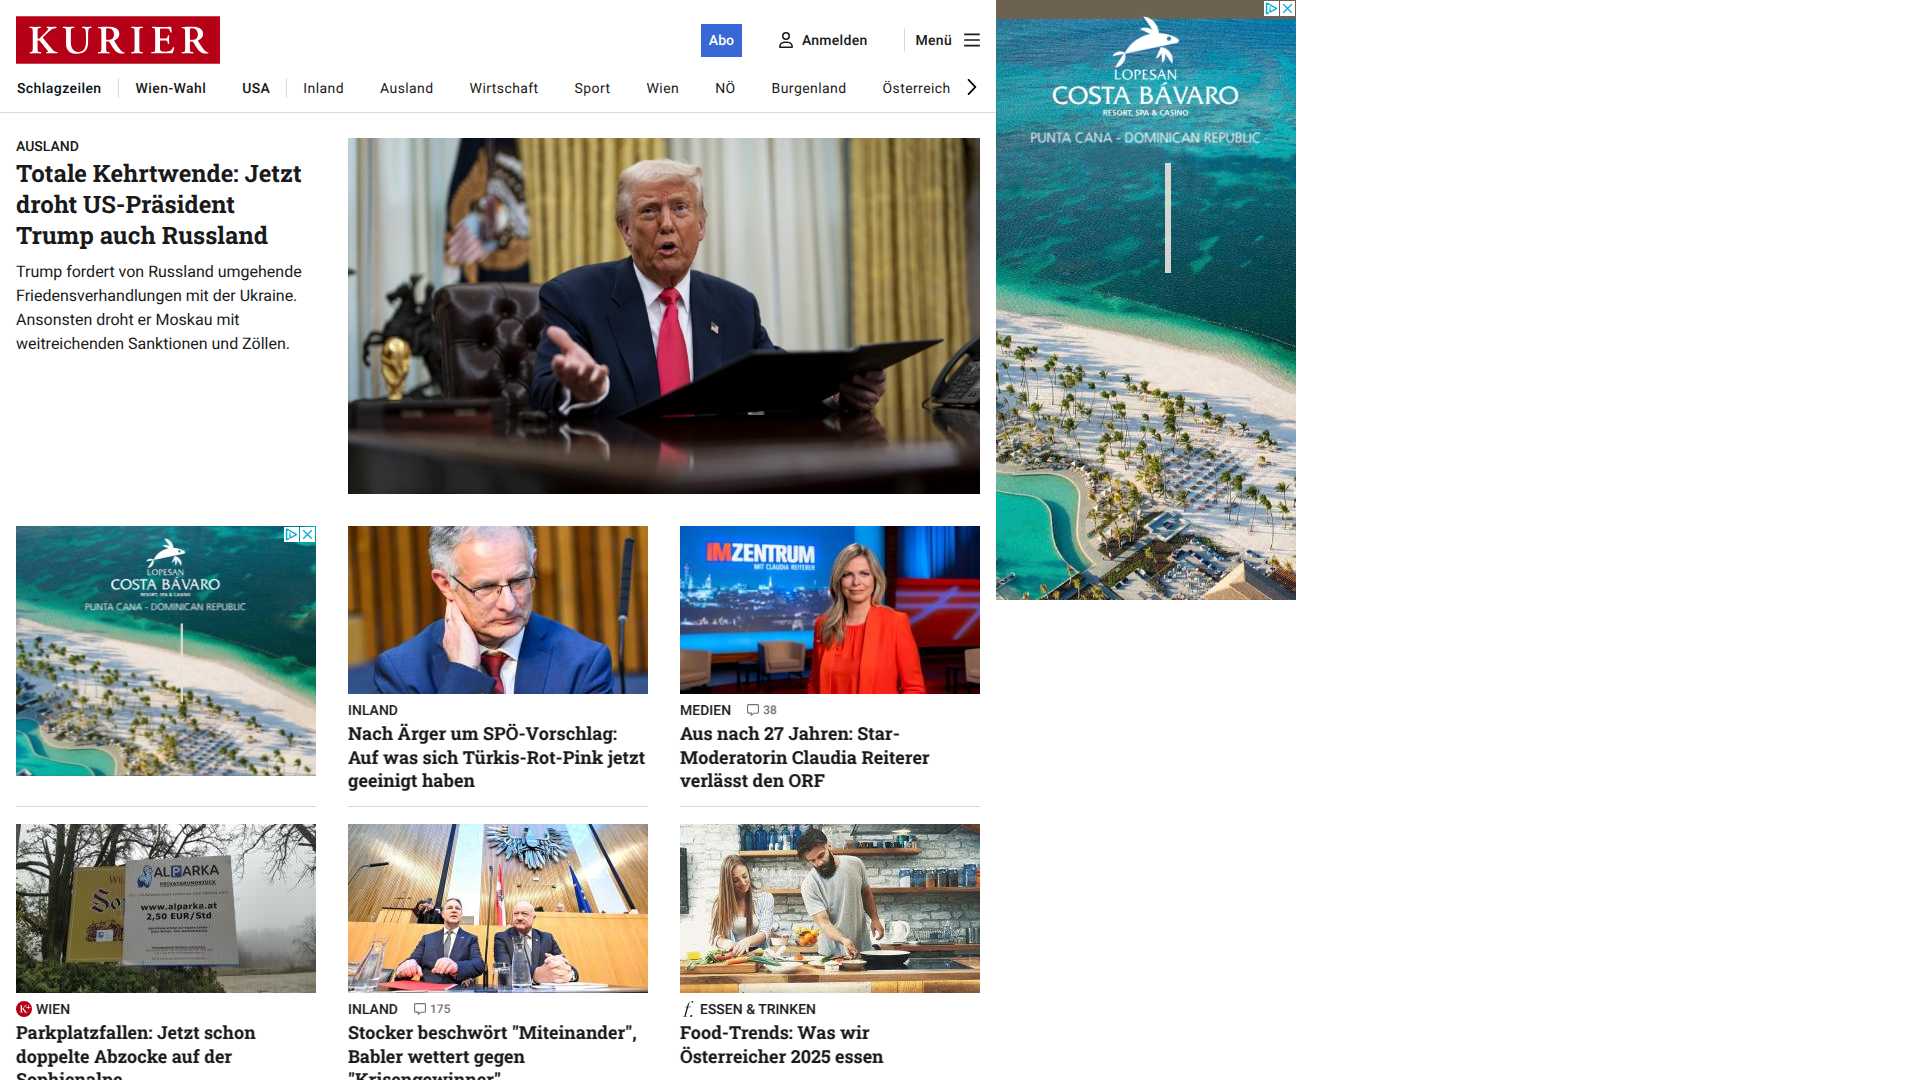 KURIER
Abo
Anmelden
Menü
Schlagzeilen
Wien-Wahl
USA
Inland
Ausland
Wirtschaft
Sport
Wien
NÖ
Burgenland
Österreich
AUSLAND
Totale Kehrtwende: Jetzt
droht US-Präsident
Trump auch Russland
Trump fordert von Russland umgehende
Friedensverhandlungen mit der Ukraine.
Ansonsten droht er Moskau mit
weitreichenden Sanktionen und Zöllen.
LOPESAN
COSTA BÁVARO
RESORT, SPA & CASINO
PUNTA CANA - DOMINICAN REPUBLIC
LOPESAN
COSTA BÁVARO
RESORT, SPA & CASINO
PUNTA CANA - DOMINICAN REPUBLIC
INLAND
Nach Ärger um SPÖ-Vorschlag:
Auf was sich Türkis-Rot-Pink jetzt
geeinigt haben
IMZENTRUM
MIT CLAUDIA REITERER
MEDIEN 38
Aus nach 27 Jahren: Star-
Moderatorin Claudia Reiterer
verlässt den ORF
ALPARKA
PRIVATGRUNDSTÜCK
www.alparka.at
2,50 EUR/Std
K+ WIEN
Parkplatzfallen: Jetzt schon
doppelte Abzocke auf der
Sophienalpe
INLAND 175
Stocker beschwört "Miteinander",
Babler wettert gegen
"Krisengewinner"
f. ESSEN & TRINKEN
Food-Trends: Was wir
Österreicher 2025 essen